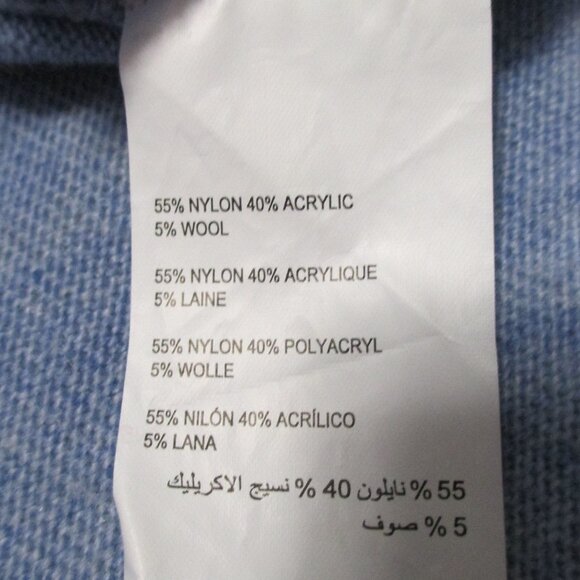 55% NYLON 40% ACRYLIC
5% WOOL
55% NYLON 40% ACRYLIQUE
5% LAINE
55% NYLON 40% POLYACRYL
5% WOLLE
55% NILÓN 40% ACRÍLICO
5% LANA
55 % نايلون 40 % نسيج الاكريليك
5 % صوف